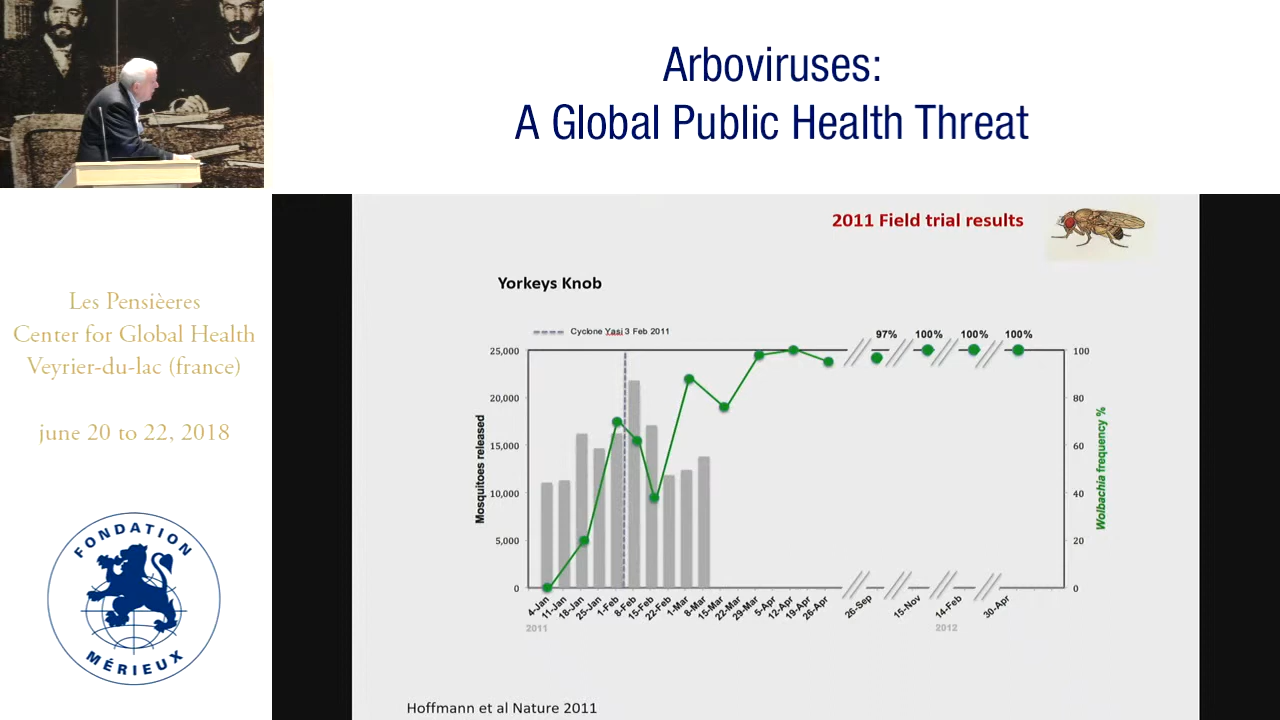 Arboviruses:
A Global Public Health Threat
Les Pensièeres
Center for Global Health
Veyrier-du-lac (france)
june 20 to 22, 2018
FONDATION
MÉRIEUX
2011 Field trial results
Yorkeys Knob
Cyclone Yasi 3 Feb 2011
97% 100% 100% 100%
25,000
20,000
15,000
10,000
5,000
0
Mosquitoes released
100
80
60
40
20
0
Wolbachia frequency %
4-Jan 11-Jan 18-Jan 25-Jan 1-Feb 8-Feb 15-Feb 22-Feb 1-Mar 8-Mar 15-Mar 22-Mar 29-Mar 5-Apr 12-Apr 19-Apr 26-Apr 26-Sep 15-Nov 14-Feb 30-Apr
2011 2012
Hoffmann et al Nature 2011